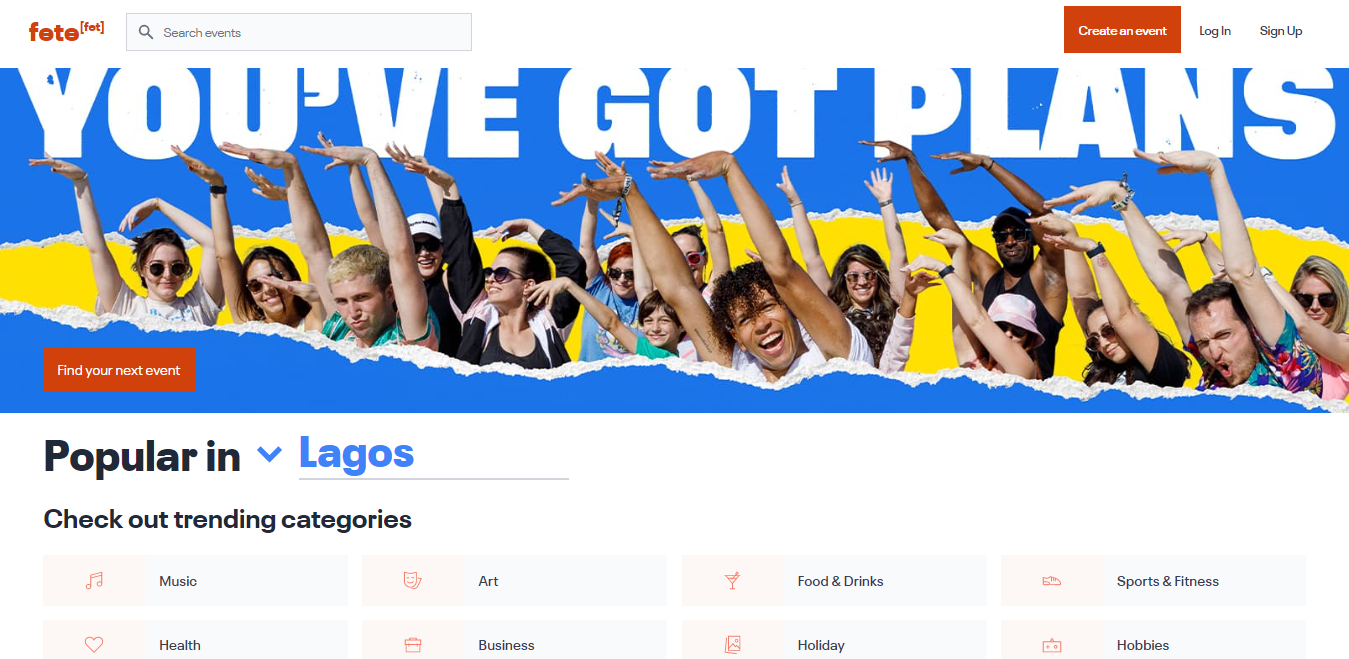 fete[fet]
Search events
Create an event
Log In
Sign Up
YOU'VE GOT PLANS
Find your next event
Popular in Lagos
Check out trending categories
Music
Art
Food & Drinks
Sports & Fitness
Health
Business
Holiday
Hobbies